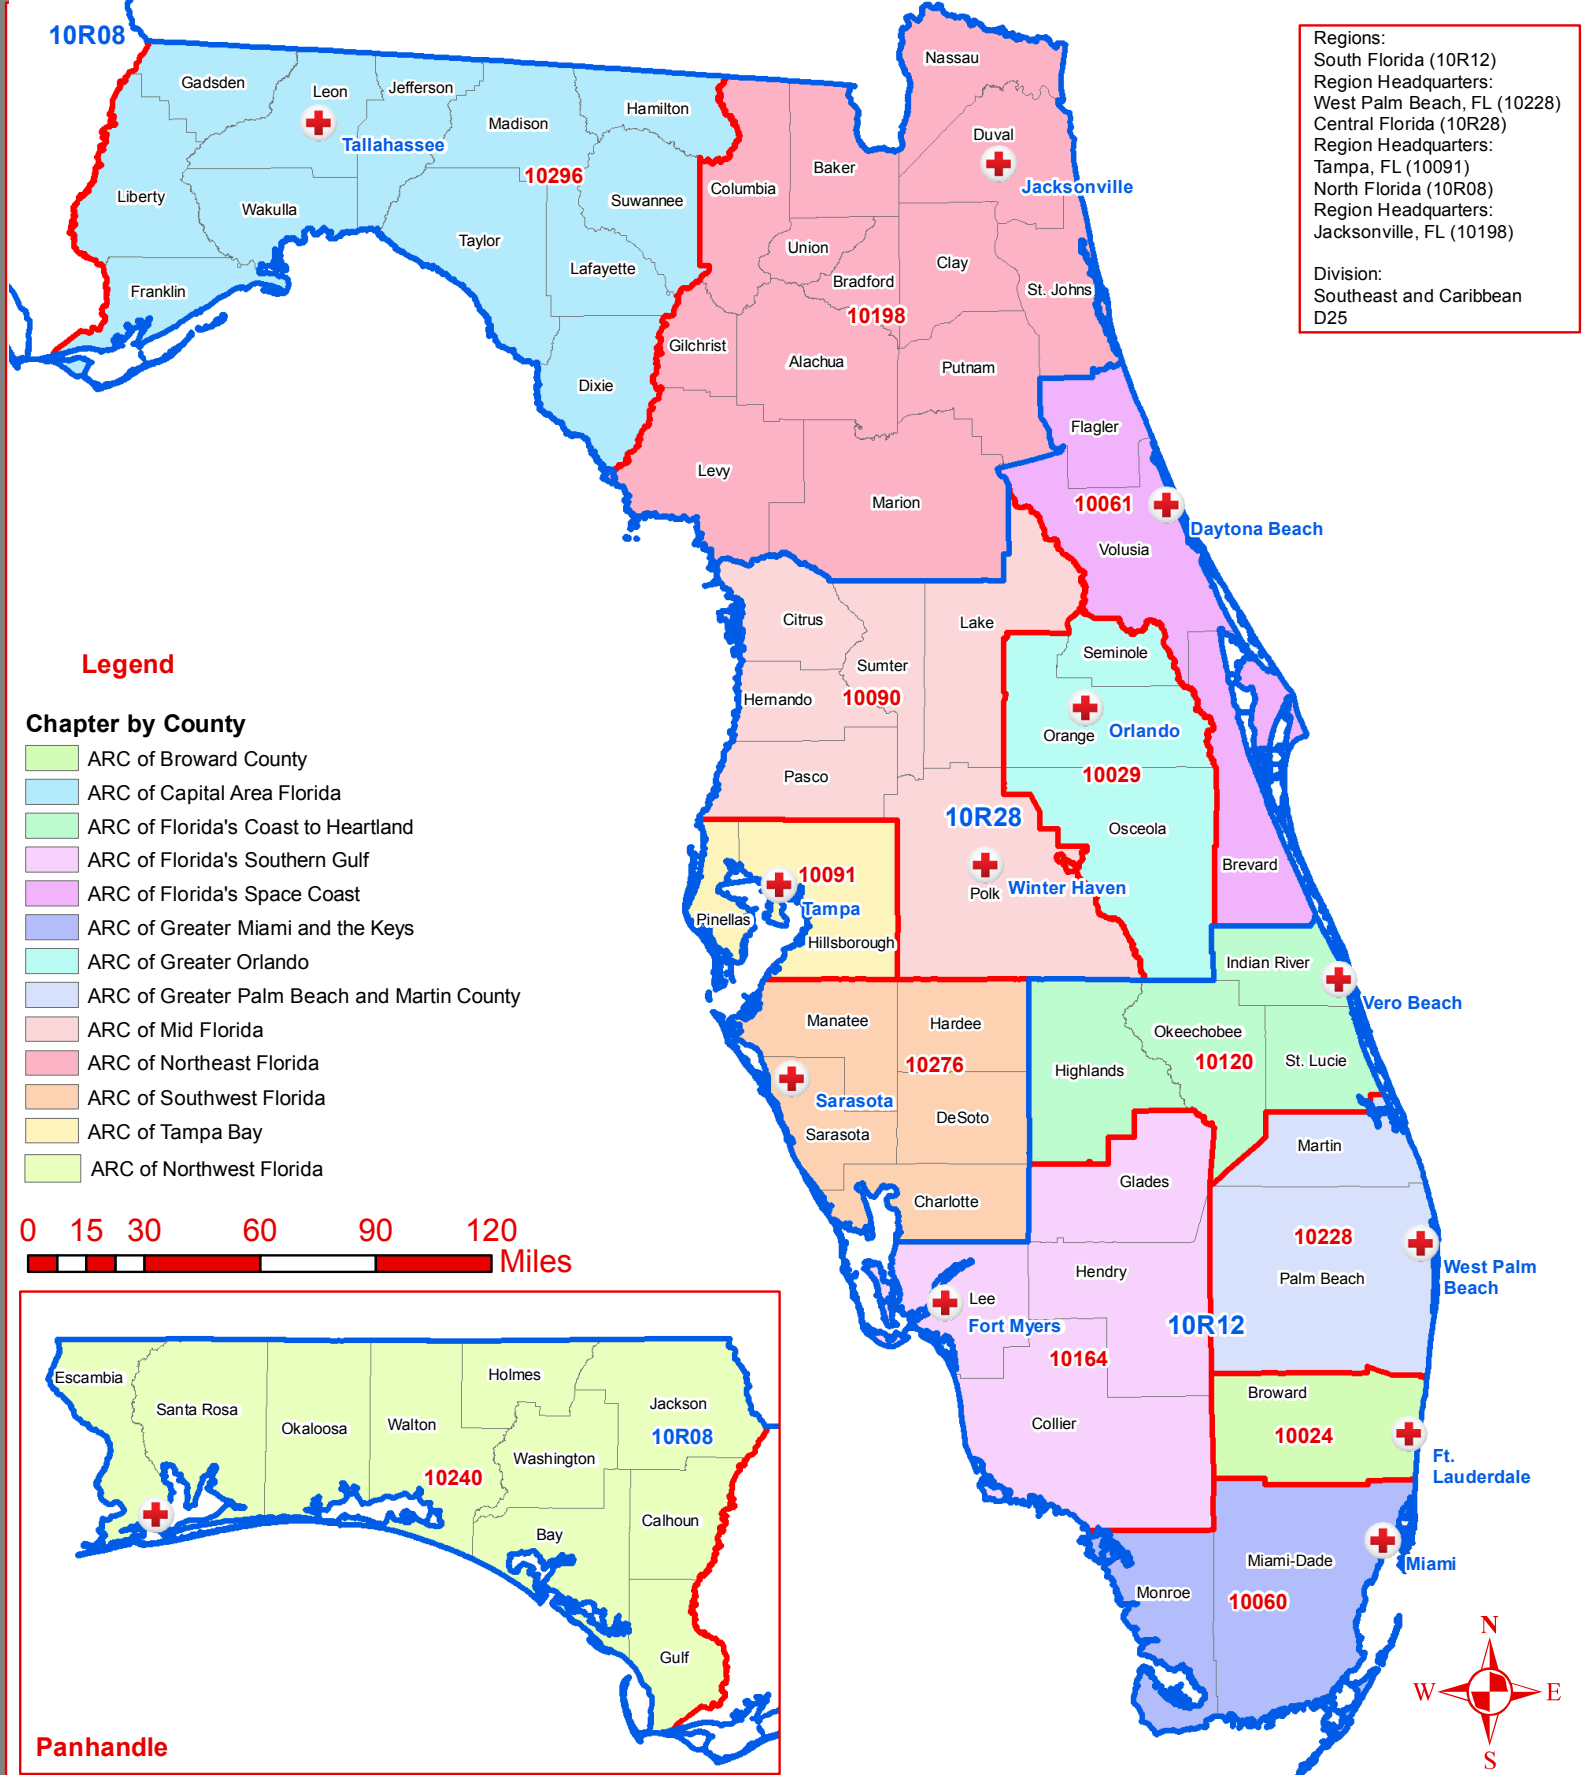 10R08
Gadsden
Leon
Jefferson
Madison
Hamilton
Tallahassee
10296
Liberty
Wakulla
Suwannee
Taylor
Lafayette
Franklin
Dixie
Nassau
Duval
Jacksonville
Baker
Columbia
Union
Bradford
Clay
St. Johns
10198
Gilchrist
Alachua
Putnam
Levy
Marion
Flagler
10061
Daytona Beach
Volusia
Regions:
South Florida (10R12)
Region Headquarters:
West Palm Beach, FL (10228)
Central Florida (10R28)
Region Headquarters:
Tampa, FL (10091)
North Florida (10R08)
Region Headquarters:
Jacksonville, FL (10198)
Division:
Southeast and Caribbean
D25
Citrus
Lake
Sumter
Hernando
10090
Pasco
Seminole
Orange
Orlando
10029
Osceola
10R28
Polk
Winter Haven
Brevard
10091
Tampa
Pinellas
Hillsborough
Indian River
Vero Beach
Manatee
Hardee
10276
Sarasota
Sarasota
DeSoto
Charlotte
Highlands
Okeechobee
10120
St. Lucie
Martin
Glades
10228
Palm Beach
West Palm
Beach
Hendry
Lee
Fort Myers
10R12
10164
Collier
Broward
10024
Ft.
Lauderdale
Miami-Dade
Miami
Monroe
10060
Legend
Chapter by County
ARC of Broward County
ARC of Capital Area Florida
ARC of Florida's Coast to Heartland
ARC of Florida's Southern Gulf
ARC of Florida's Space Coast
ARC of Greater Miami and the Keys
ARC of Greater Orlando
ARC of Greater Palm Beach and Martin County
ARC of Mid Florida
ARC of Northeast Florida
ARC of Southwest Florida
ARC of Tampa Bay
ARC of Northwest Florida
0 15 30 60 90 120
Miles
Escambia
Santa Rosa
Okaloosa
Walton
Holmes
Jackson
10R08
Washington
10240
Calhoun
Bay
Gulf
Panhandle
N
W E
S